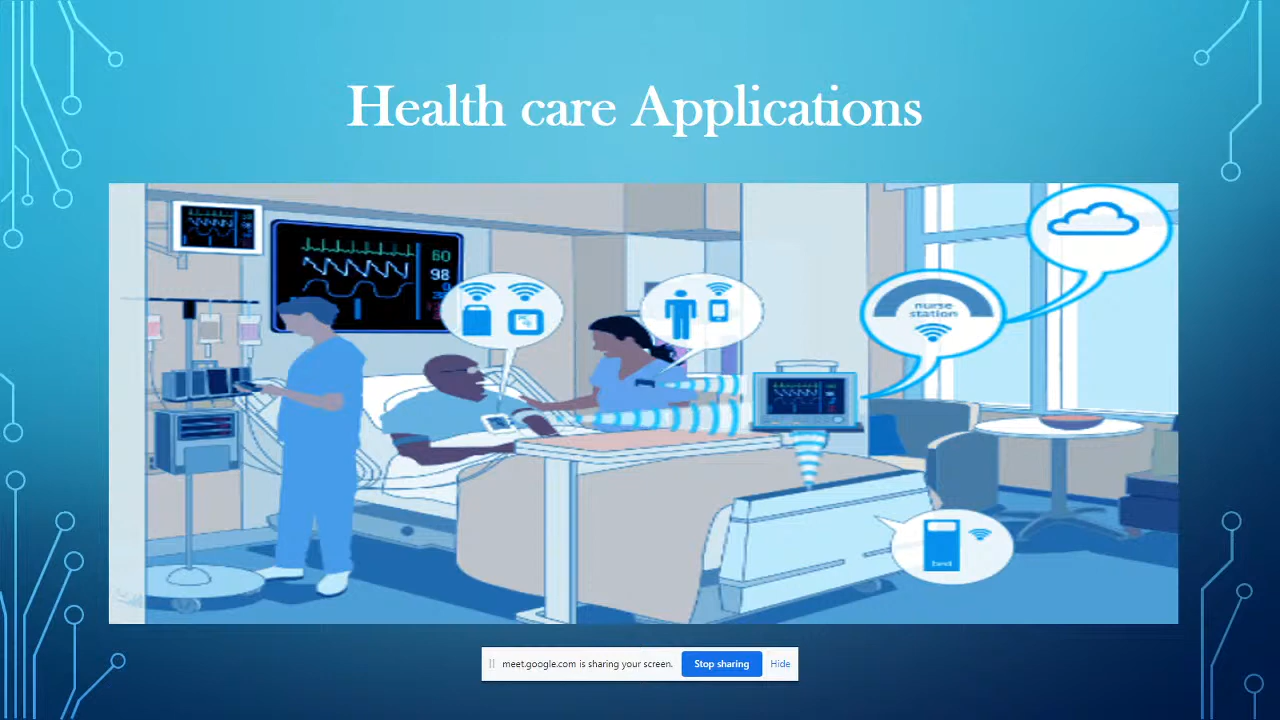 Health care Applications
60
98
nurse
station
meet.google.com is sharing your screen.
Stop sharing
Hide